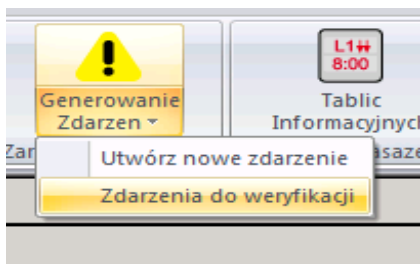 L1
8:00
Generowanie
Zdarzen
Tablic
Informacyjnych
Utwórz nowe zdarzenie
Zdarzenia do weryfikacji